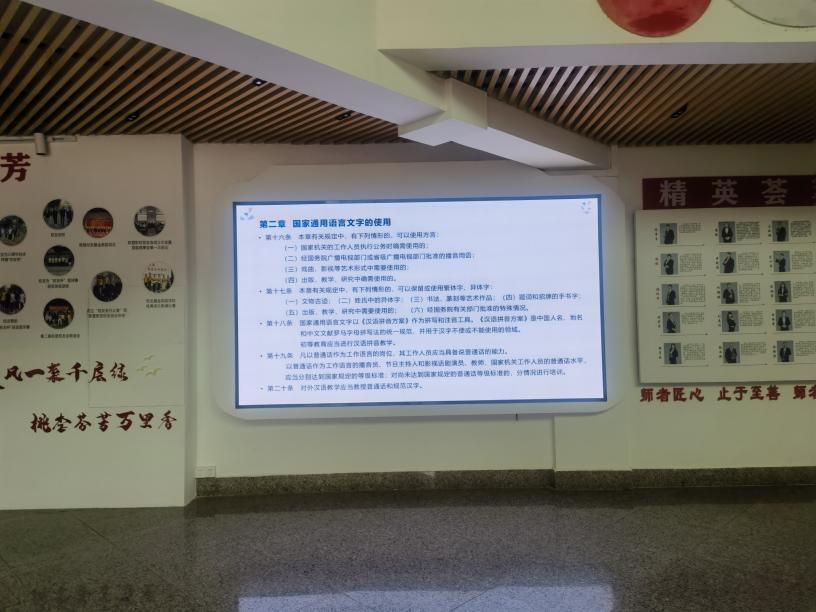 芳
风一来千层绿
桃李芬芳万里香
第二章 国家通用语言文字的使用
· 第十六条 本章有关规定中,有下列情形的,可以使用方言:
(一)国家机关的工作人员执行公务时确需使用的;
(二)经国务院广播电视部门或省级广播电视部门批准的播音用语;
(三)戏曲、影视等艺术形式中需要使用的;
(四)出版、教学、研究中确需使用的。
· 第十七条 本章有关规定中,有下列情形的,可以保留或使用繁体字、异体字:
(一)文物古迹;(二)姓氏中的异体字;(三)书法、篆刻等艺术作品;(四)题词和招牌的手书字;
(五)出版、教学、研究中需要使用的;(六)经国务院有关部门批准的特殊情况。
· 第十八条 国家通用语言文字以《汉语拼音方案》作为拼写和注音工具。《汉语拼音方案》是中国人名、地名
和中文文献罗马字母拼写法的统一规范,并用于汉字不便或不能使用的领域。
初等教育应当进行汉语拼音教学。
· 第十九条 凡以普通话作为工作语言的岗位,其工作人员应当具备说普通话的能力。
以普通话作为工作语言的播音员、节目主持人和影视话剧演员、教师、国家机关工作人员的普通话水平,
应当分别达到国家规定的等级标准;对尚未达到国家规定的普通话等级标准的,分情况进行培训。
· 第二十条 对外汉语教学应当教授普通话和规范汉字。
精英荟
师者匠心 止于至善 师者